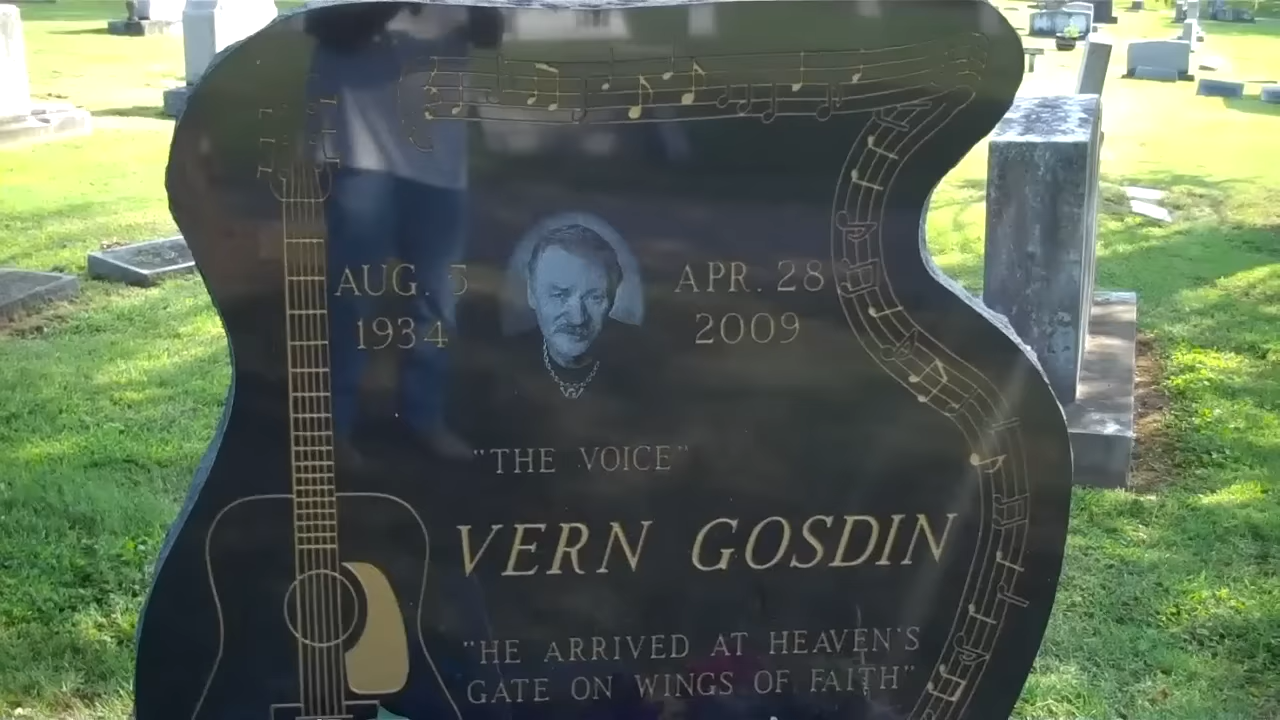 AUG. 5
1934
APR. 28
2009
"THE VOICE"
VERN GOSDIN
"HE ARRIVED AT HEAVEN'S
GATE ON WINGS OF FAITH"